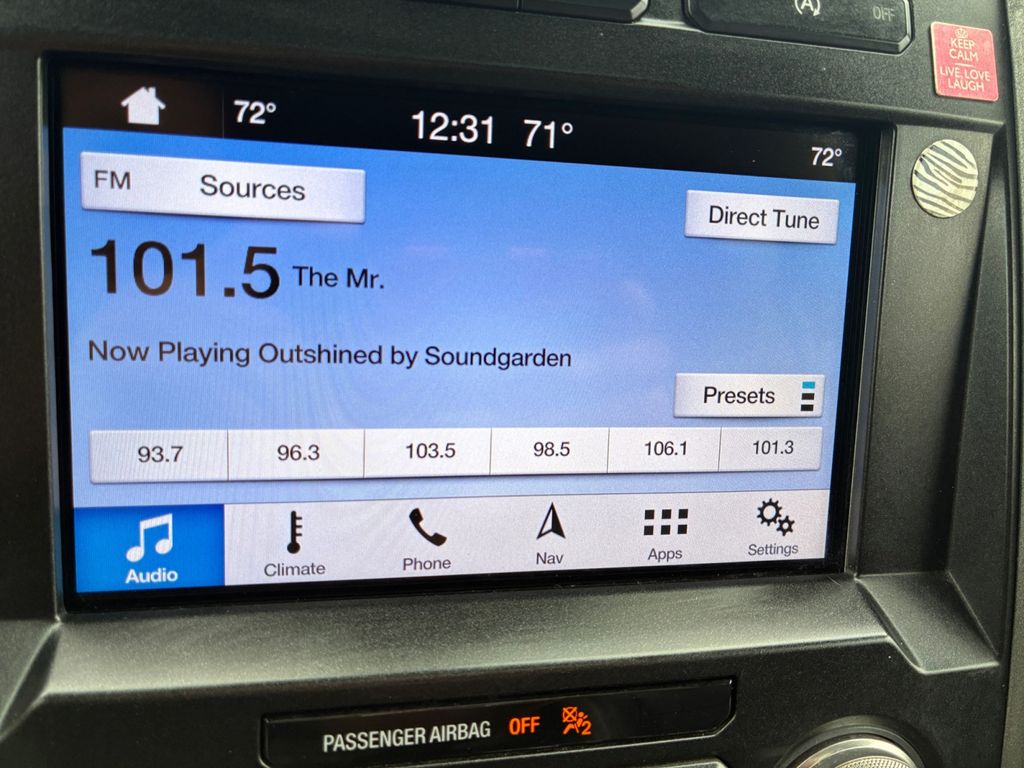 A OFF
KEEP
CALM
LIVE, LOVE
LAUGH
72° 12:31 71° 72°
FM Sources
Direct Tune
101.5 The Mr.
Now Playing Outshined by Soundgarden
Presets
93.7 96.3 103.5 98.5 106.1 101.3
Audio Climate Phone Nav Apps Settings
PASSENGER AIRBAG OFF 2